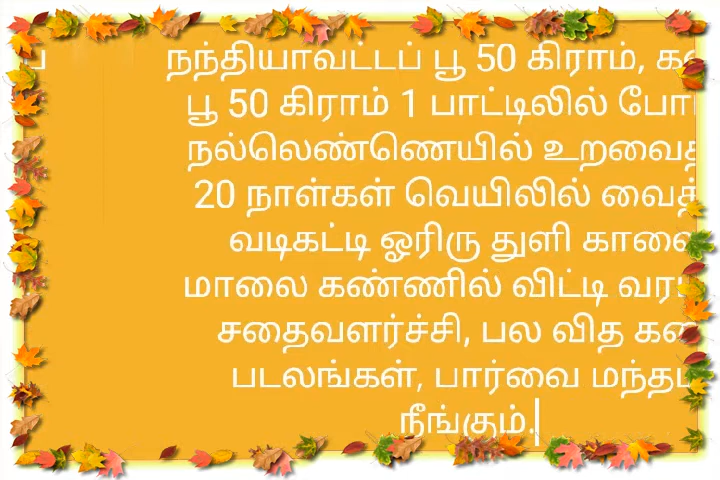 நந்தியாவட்டப் பூ 50 கிராம்,
பூ 50 கிராம் 1 பாட்டிலில்
நல்லெண்ணெயில்
20 நாள்கள் வெயிலில்
வடிகட்டி ஓரிரு துளி
மாலை கண்ணில் விட்டி
சதைவளர்ச்சி, பல வித
படலங்கள், பார்வை
நீங்கும்.